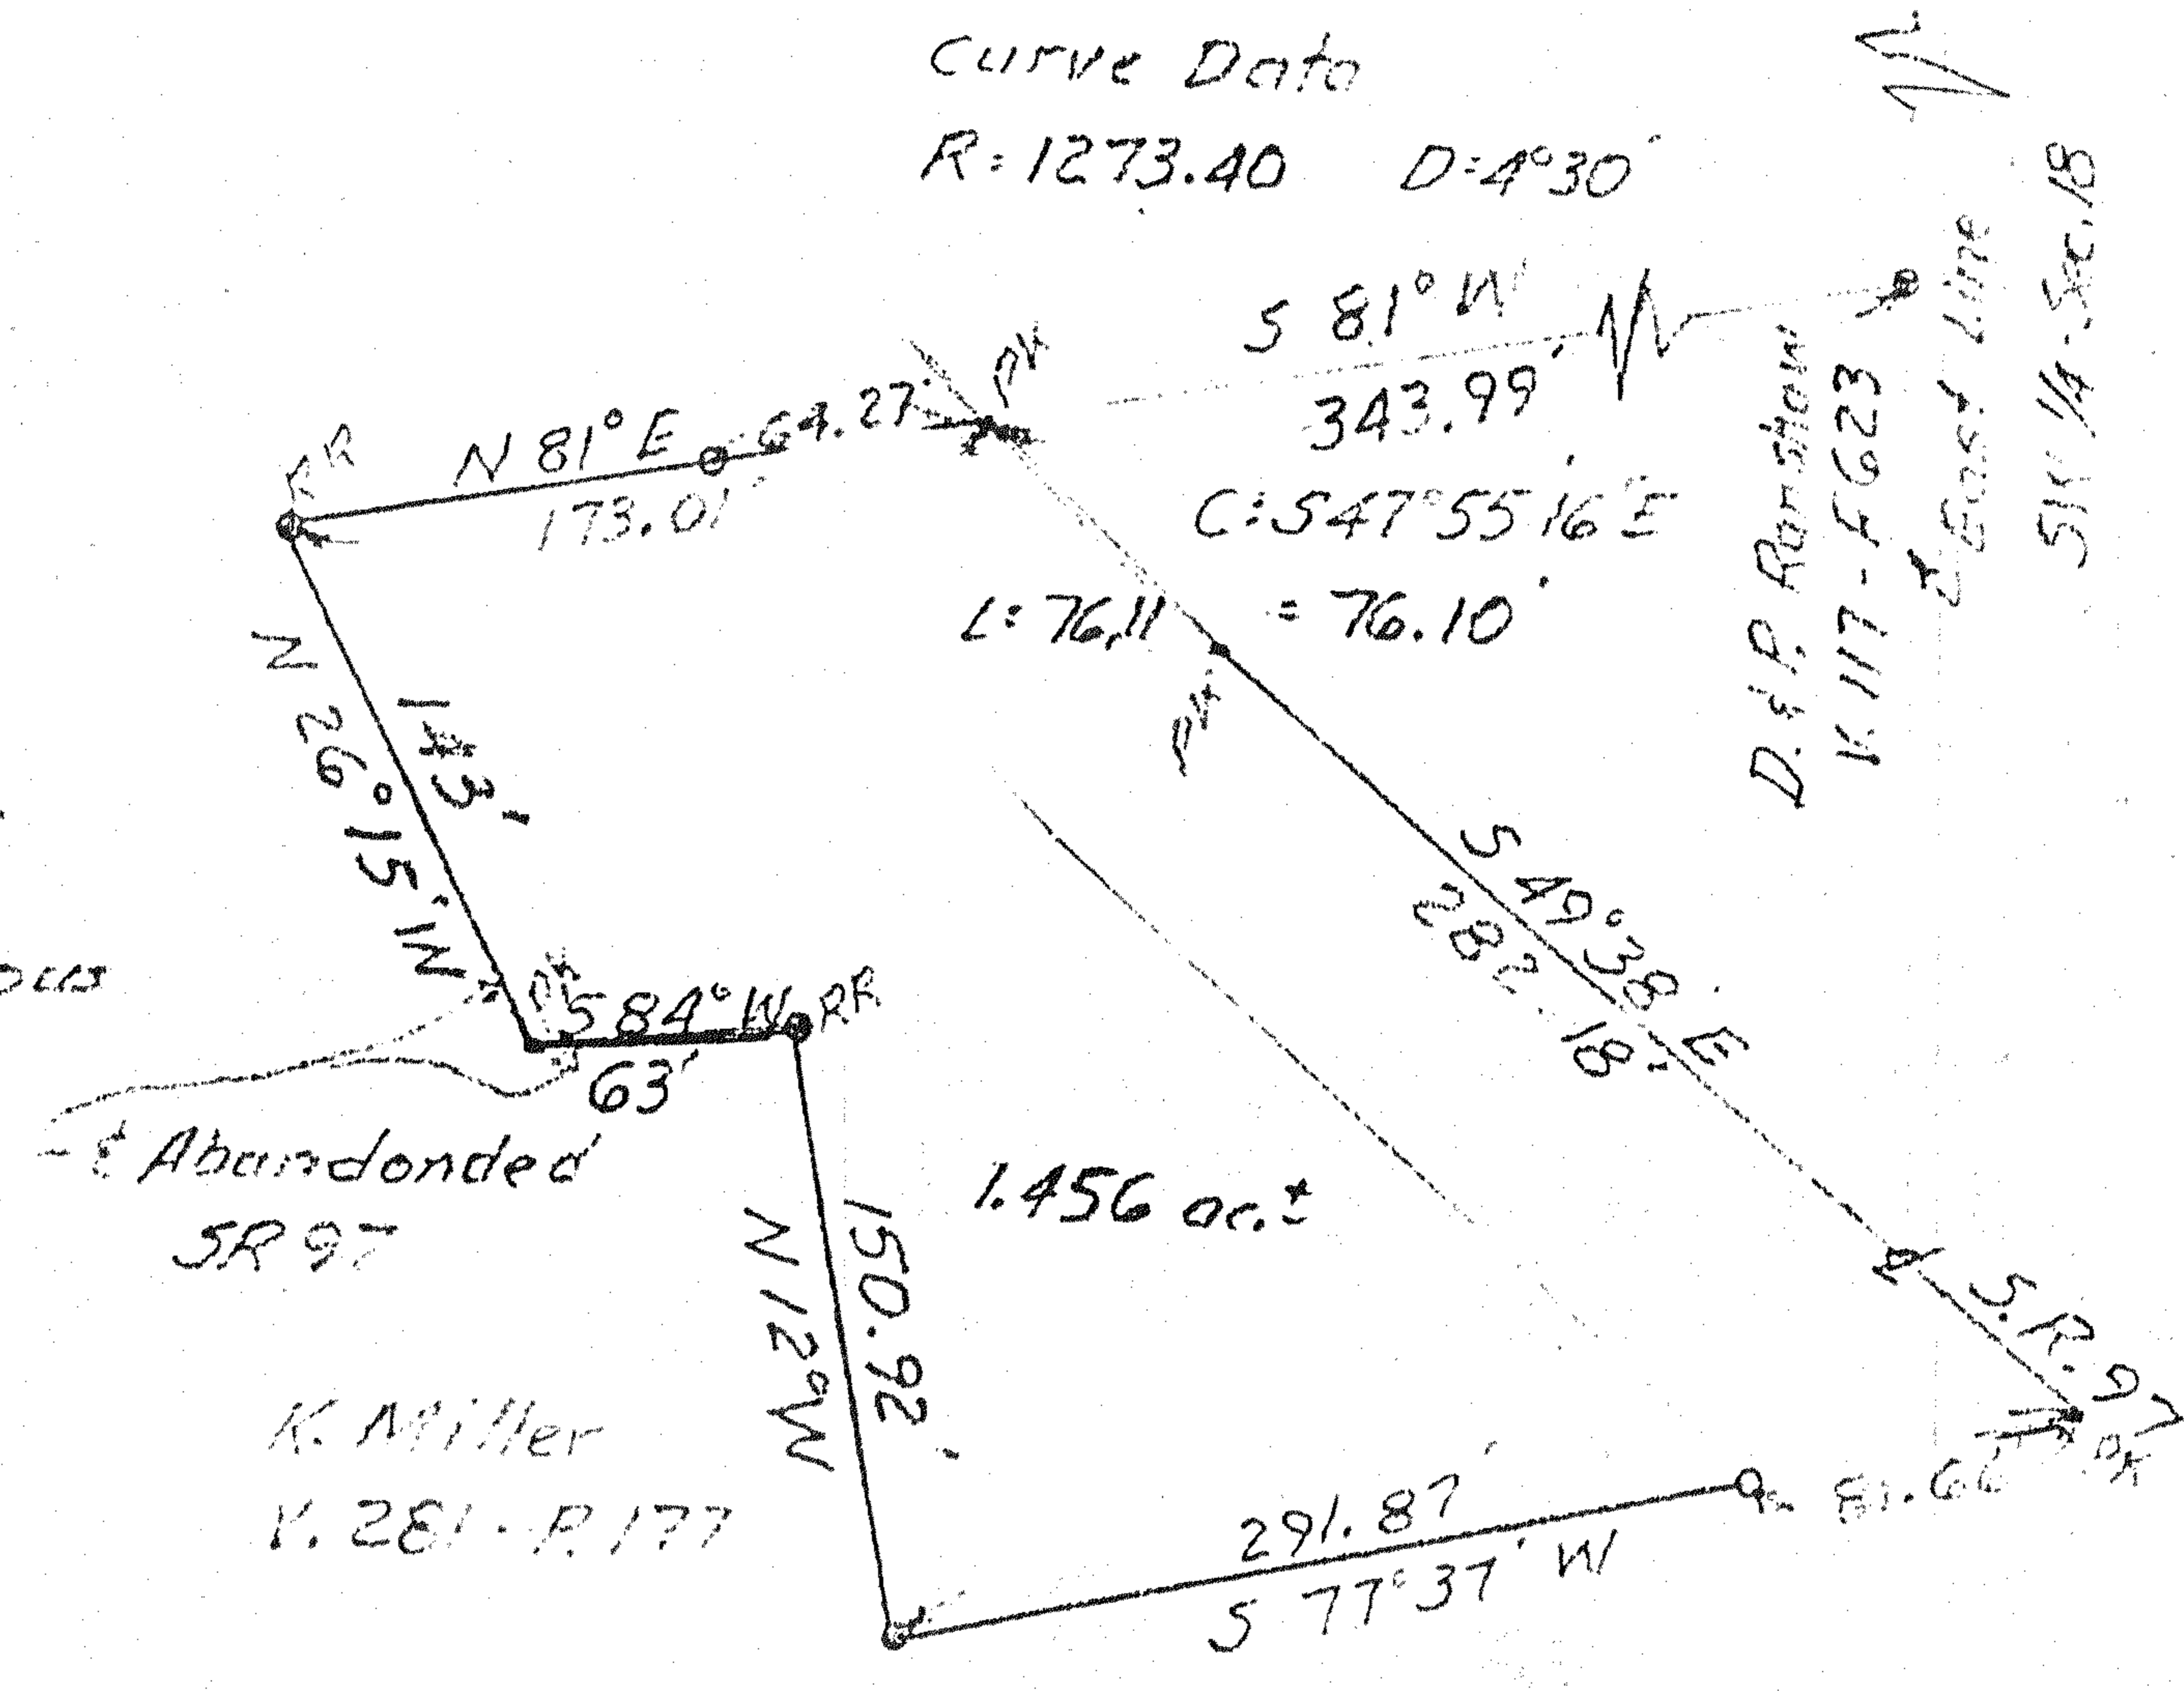 Curve Data
R=1273.40 D=4°30'
S 81° W
343.99'
PK
RR
N 81° E
64.27'
173.01'
C=S47°55'16"E
L=76.11' = 76.10'
PK
D. & P. Ranshaw
V. 117 - P. 623
East Line
SW 1/4 - Sec. 18
N 26°15' W
143'
S 49°38' E
282.18'
PK
S 84° W
RR
63'
Abandonded
SR 97
1.456 ac.±
N 12° W
150.92'
S.R. 97
PK
K. Miller
V. 281 - P. 177
291.87'
S 77°37' W